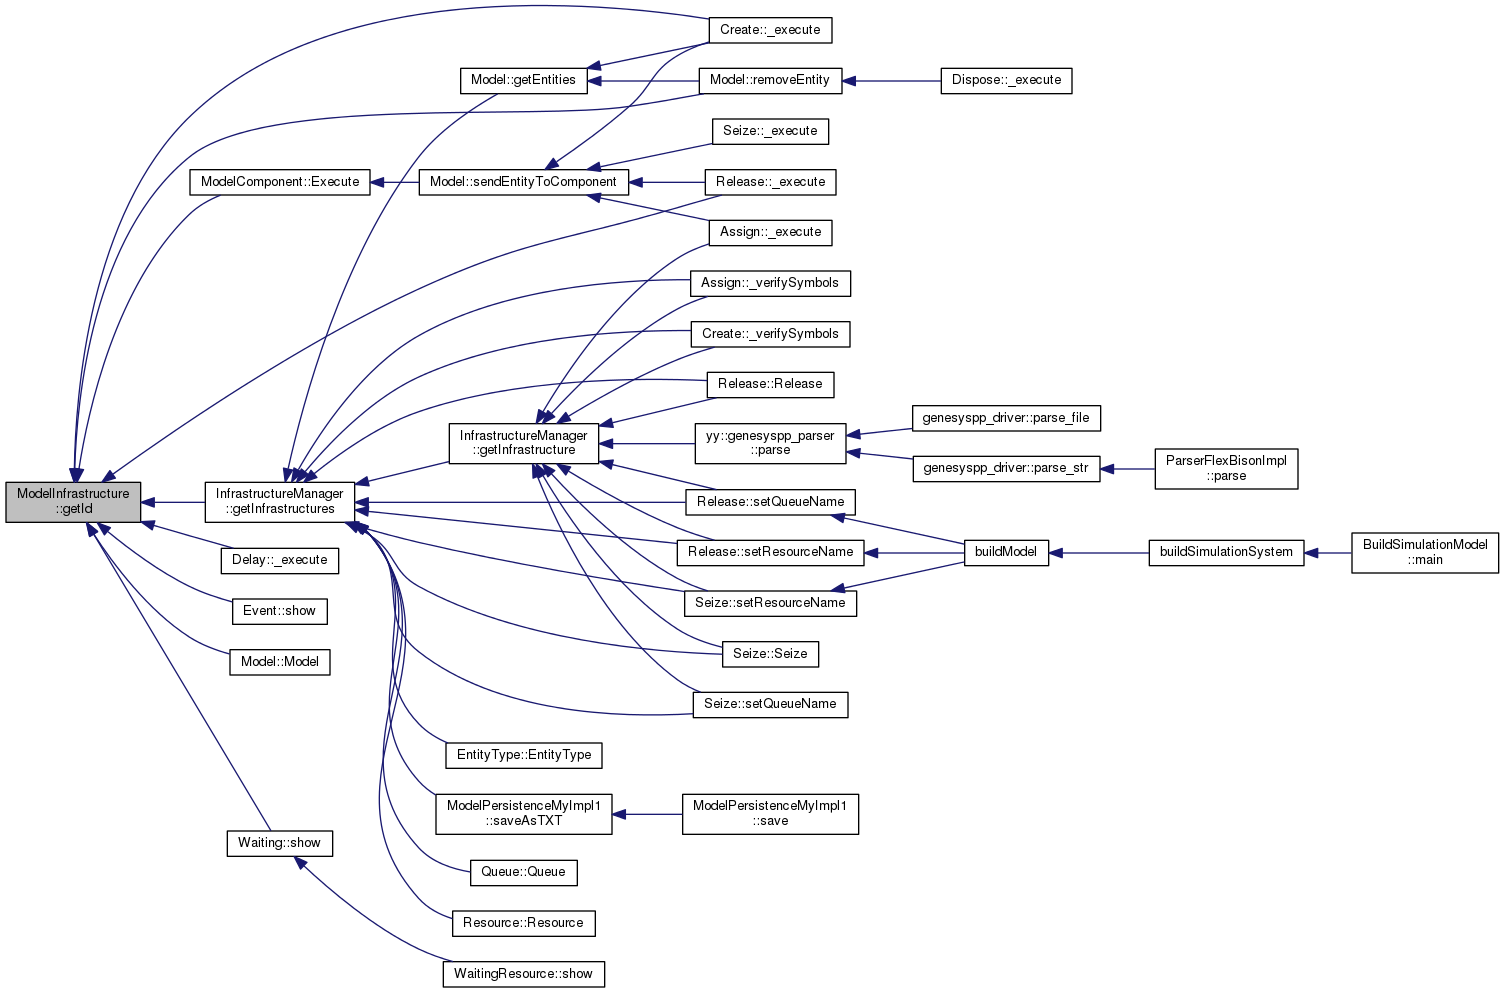 Create::_execute
Model::getEntities
Model::removeEntity
Dispose::_execute
Seize::_execute
ModelComponent::Execute
Model::sendEntityToComponent
Release::_execute
Assign::_execute
Assign::_verifySymbols
Create::_verifySymbols
Release::Release
InfrastructureManager
::getInfrastructure
yy::genesyspp_parser
::parse
genesyspp_driver::parse_file
genesyspp_driver::parse_str
ParserFlexBisonImpl
::parse
ModelInfrastructure
::getId
InfrastructureManager
::getInfrastructures
Release::setQueueName
Delay::_execute
Release::setResourceName
buildModel
buildSimulationSystem
BuildSimulationModel
::main
Event::show
Seize::setResourceName
Model::Model
Seize::Seize
Seize::setQueueName
EntityType::EntityType
ModelPersistenceMyImpl1
::saveAsTXT
ModelPersistenceMyImpl1
::save
Waiting::show
Queue::Queue
Resource::Resource
WaitingResource::show